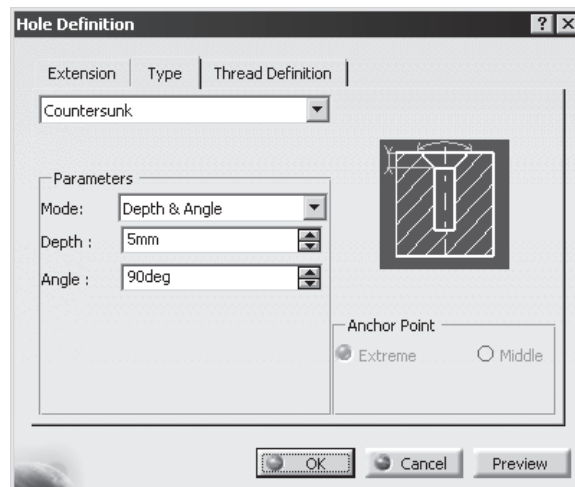 Hole Definition ? X
Extension Type Thread Definition
Countersunk
Parameters
Mode: Depth & Angle
Depth : 5mm
Angle : 90deg
Anchor Point
Extreme Middle
OK Cancel Preview